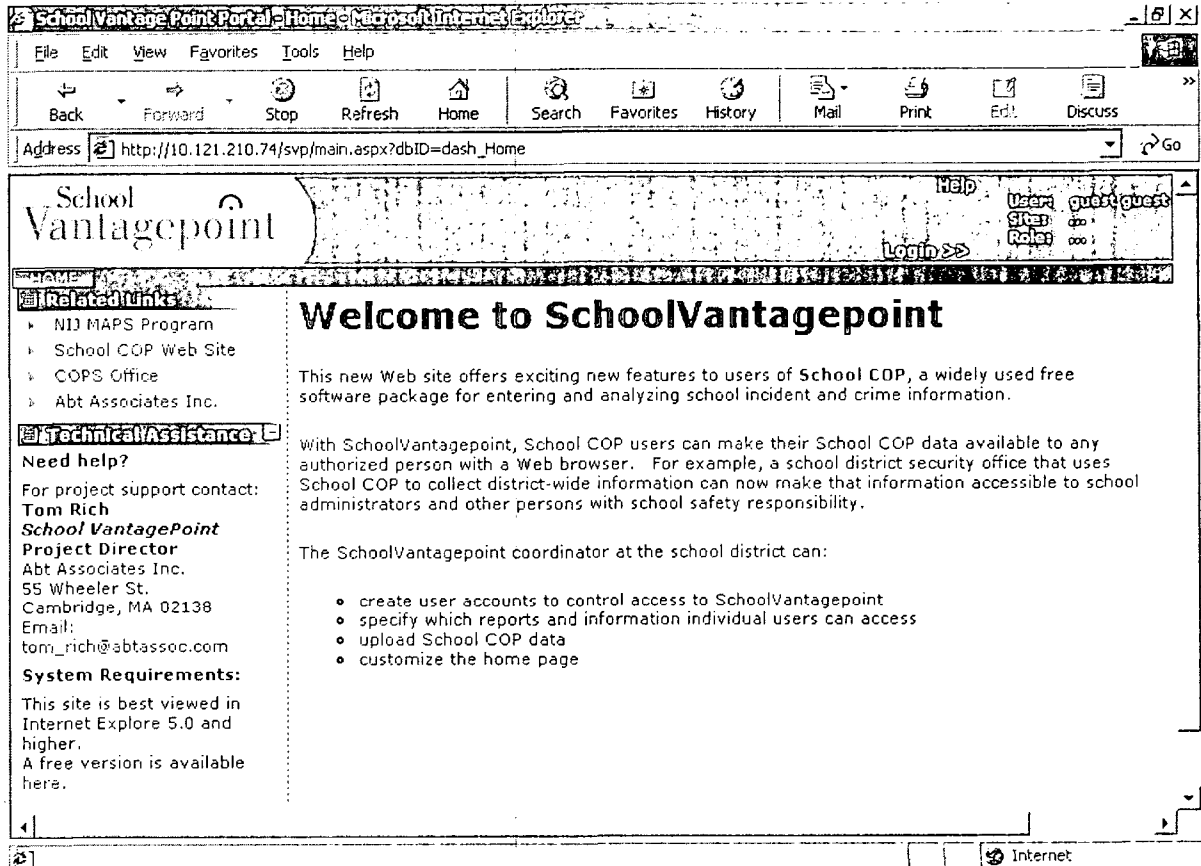 School Vantage Point Portal - Home - Microsoft Internet Explorer
File Edit View Favorites Tools Help
Back Forward Stop Refresh Home Search Favorites History Mail Print Edit Discuss »
Address http://10.121.210.74/svp/main.aspx?dbID=dash_Home Go
School
Vantagepoint
Help
User: guest guest
Site: ...
Role: ...
Login >>
HOME
Related Links
NIJ MAPS Program
School COP Web Site
COPS Office
Abt Associates Inc.
Technical Assistance
Need help?
For project support contact:
Tom Rich
School VantagePoint
Project Director
Abt Associates Inc.
55 Wheeler St.
Cambridge, MA 02138
Email:
tom_rich@abtassoc.com
System Requirements:
This site is best viewed in
Internet Explore 5.0 and
higher.
A free version is available
here.
Welcome to SchoolVantagepoint
This new Web site offers exciting new features to users of School COP, a widely used free
software package for entering and analyzing school incident and crime information.
With SchoolVantagepoint, School COP users can make their School COP data available to any
authorized person with a Web browser. For example, a school district security office that uses
School COP to collect district-wide information can now make that information accessible to school
administrators and other persons with school safety responsibility.
The SchoolVantagepoint coordinator at the school district can:
create user accounts to control access to SchoolVantagepoint
specify which reports and information individual users can access
upload School COP data
customize the home page
Internet